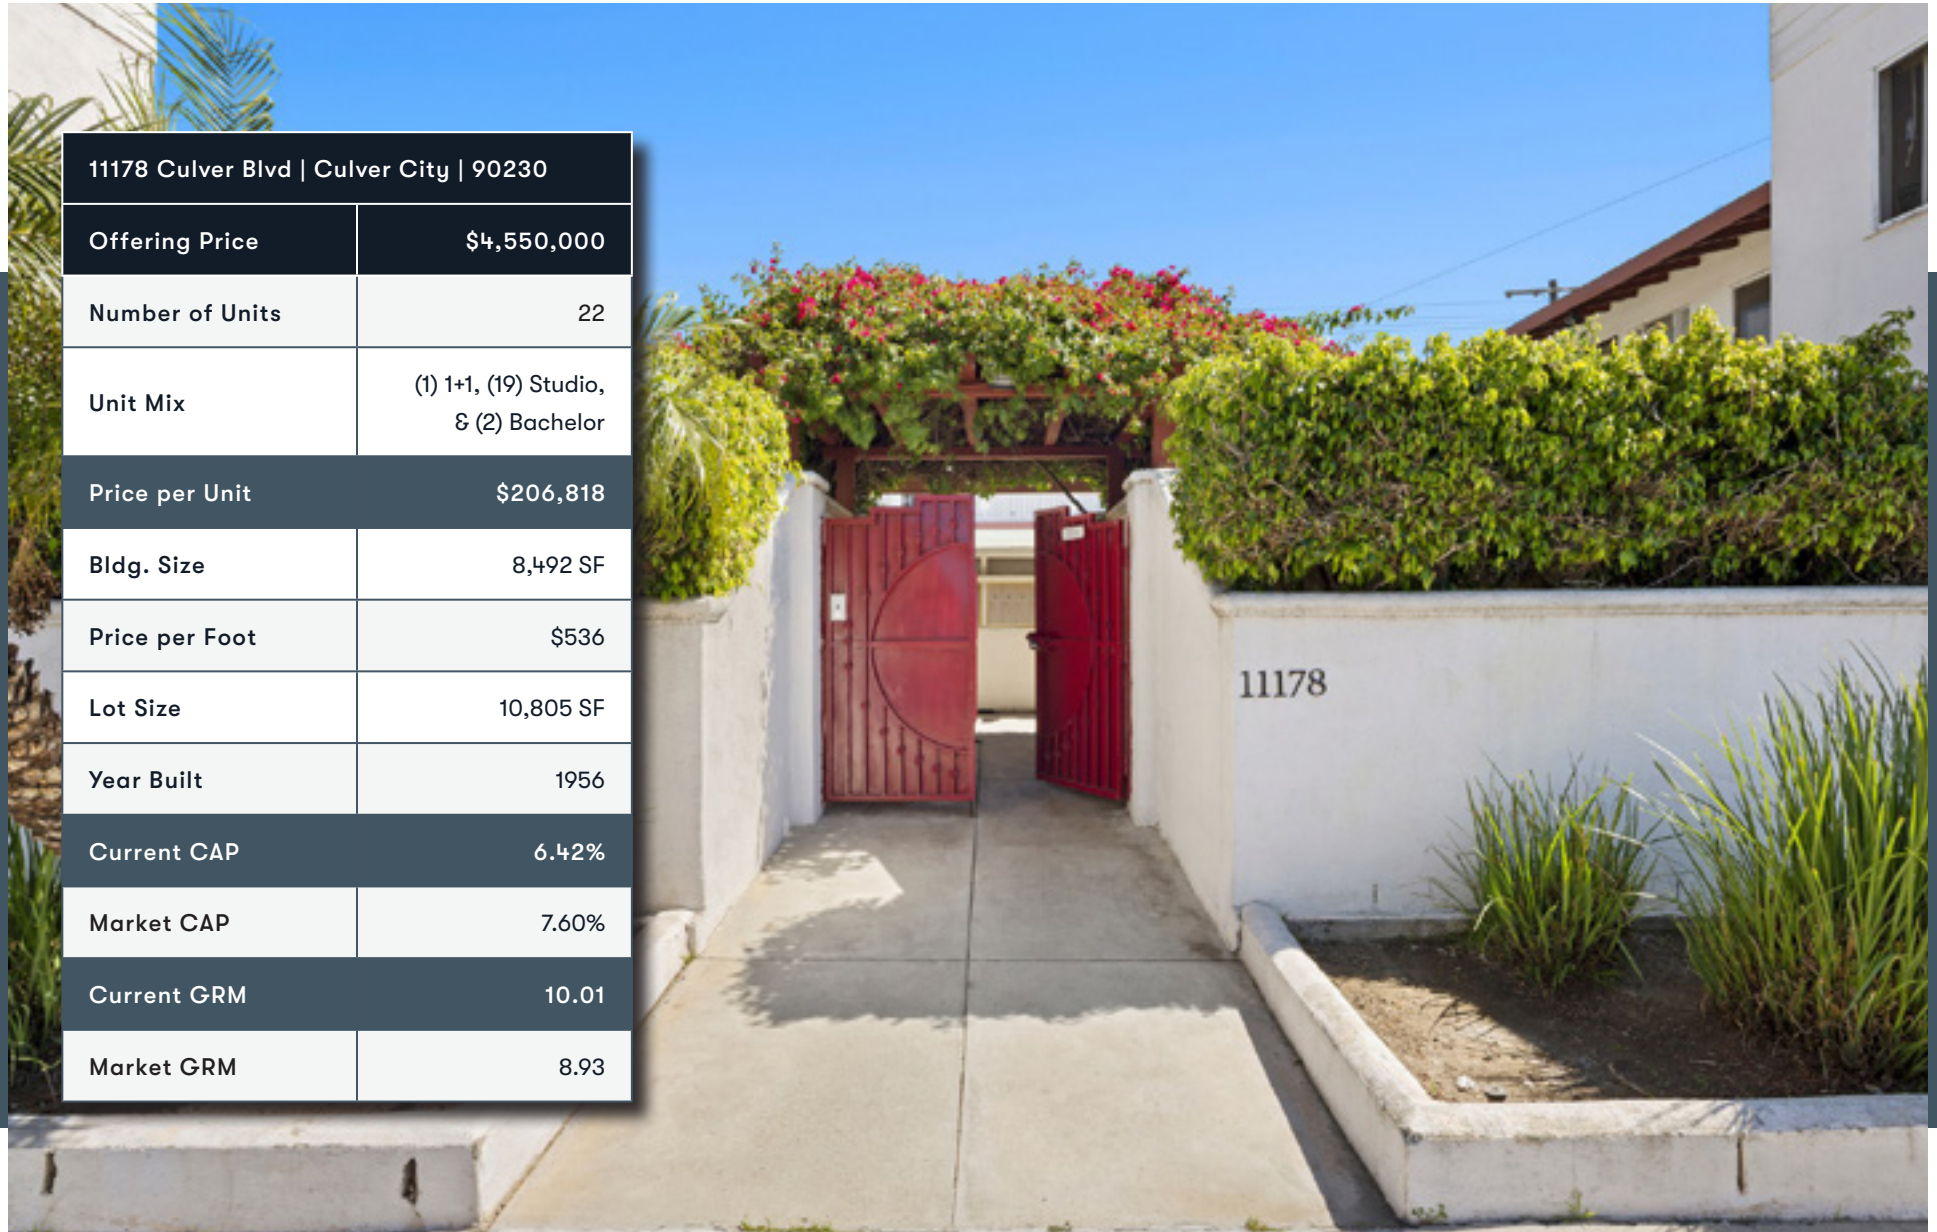 11178 Culver Blvd | Culver City | 90230
Offering Price $4,550,000
Number of Units 22
Unit Mix (1) 1+1, (19) Studio,
& (2) Bachelor
Price per Unit $206,818
Bldg. Size 8,492 SF
Price per Foot $536
Lot Size 10,805 SF
Year Built 1956
Current CAP 6.42%
Market CAP 7.60%
Current GRM 10.01
Market GRM 8.93
11178